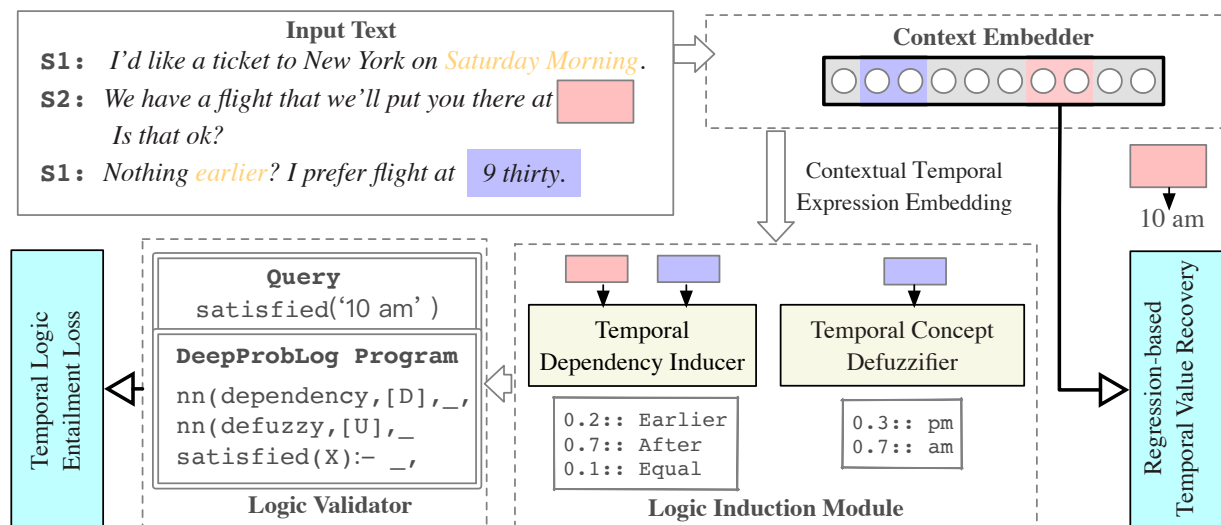 Input Text
S1: I'd like a ticket to New York on Saturday Morning.
S2: We have a flight that we'll put you there at
Is that ok?
S1: Nothing earlier? I prefer flight at 9 thirty.
Context Embedder
Contextual Temporal
Expression Embedding
10 am
Temporal Logic
Entailment Loss
Query
satisfied('10 am' )
DeepProbLog Program
nn(dependency,[D],_,
nn(defuzzy,[U],_
satisfied(X):– _,
Logic Validator
Temporal
Dependency Inducer
0.2:: Earlier
0.7:: After
0.1:: Equal
Temporal Concept
Defuzzifier
0.3:: pm
0.7:: am
Logic Induction Module
Regression-based
Temporal Value Recovery